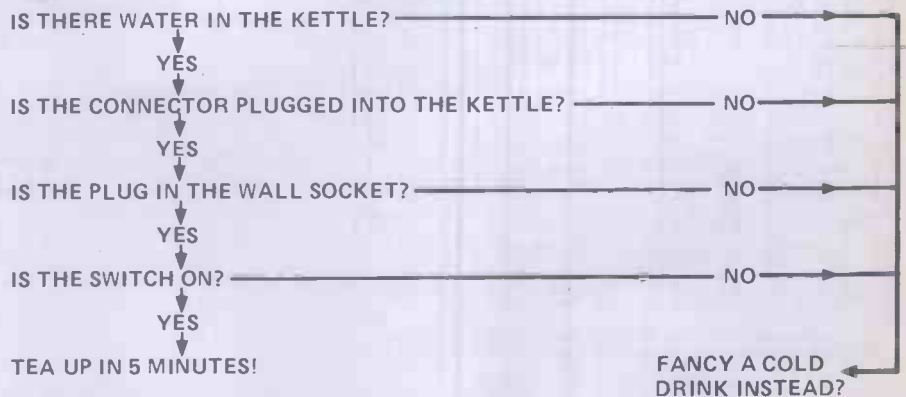 IS THERE WATER IN THE KETTLE? NO
YES
IS THE CONNECTOR PLUGGED INTO THE KETTLE? NO
YES
IS THE PLUG IN THE WALL SOCKET? NO
YES
IS THE SWITCH ON? NO
YES
TEA UP IN 5 MINUTES!
FANCY A COLD
DRINK INSTEAD?